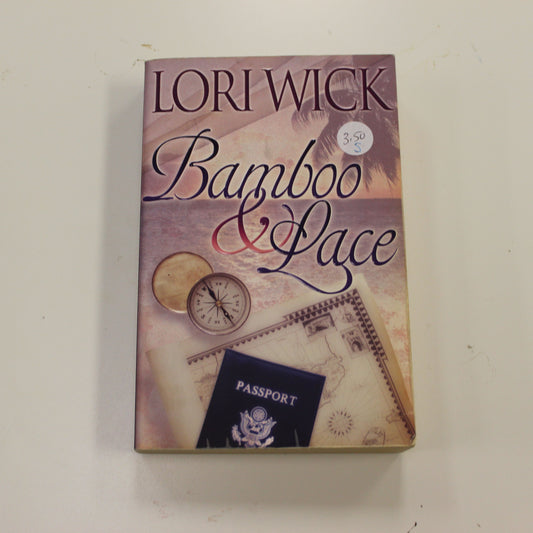 LORI WICK
3.50
S
Bamboo
& Lace
PASSPORT